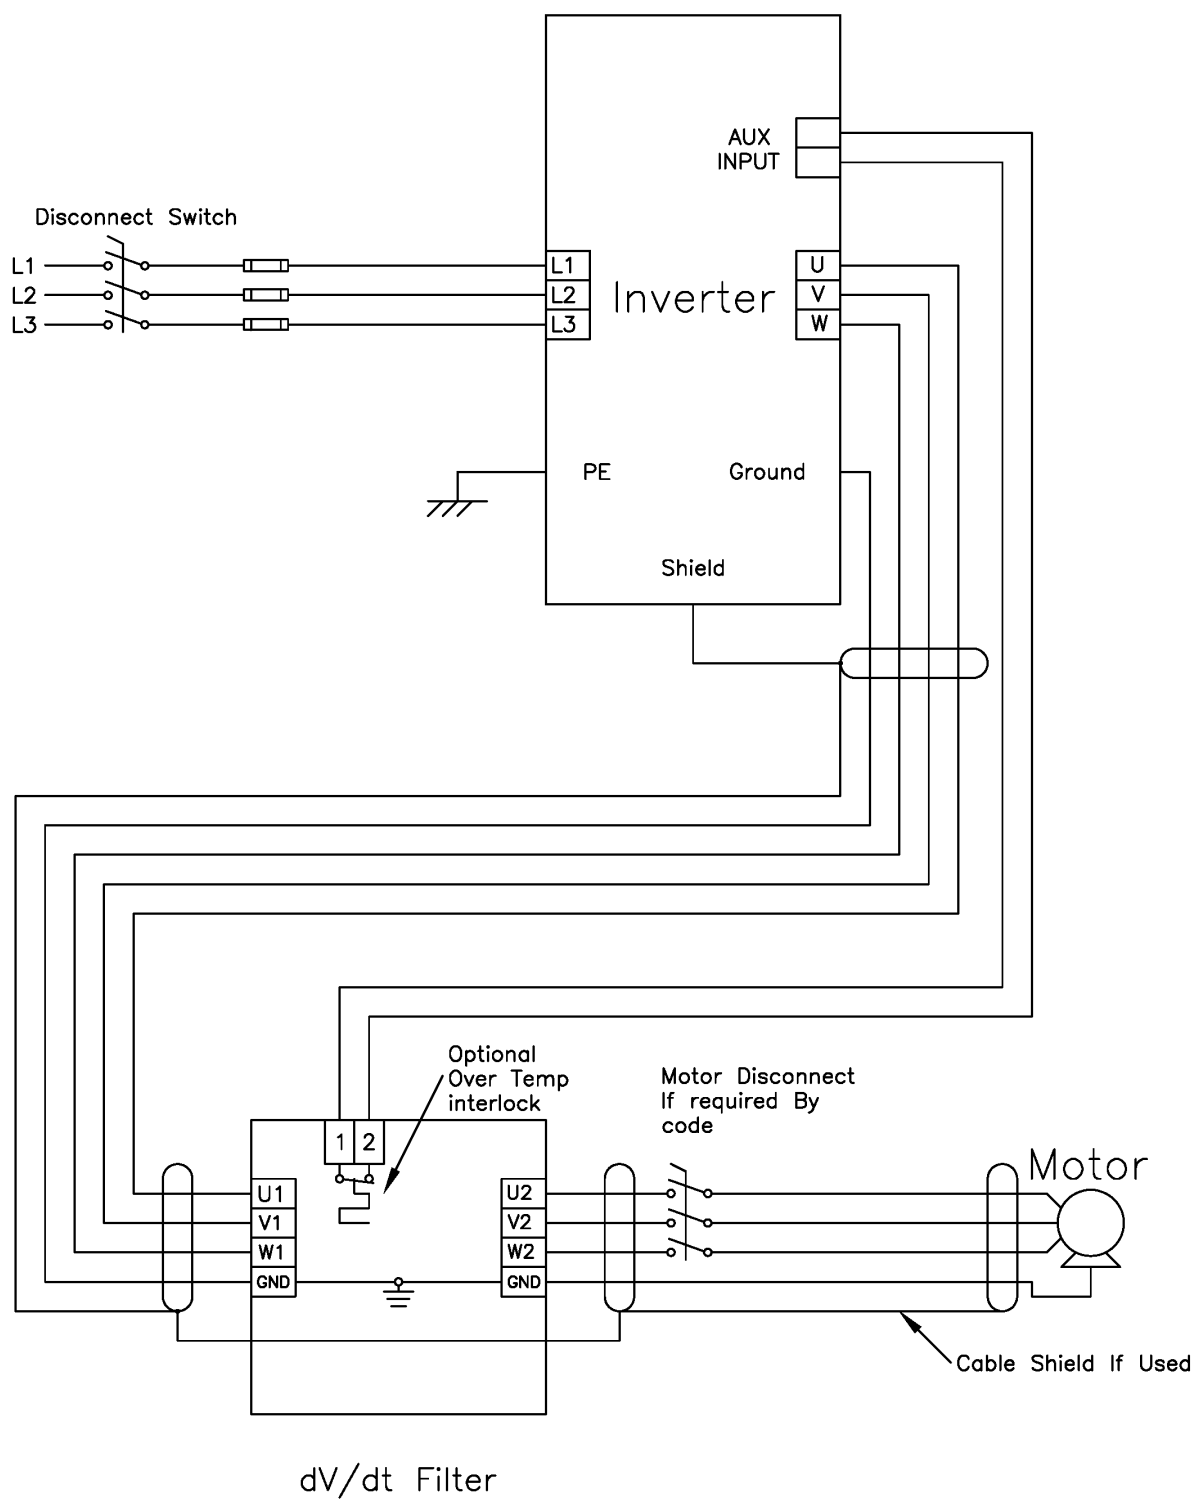 AUX
INPUT
Disconnect Switch
L1
L2
L3
L1
L2
L3
Inverter
U
V
W
PE
Ground
Shield
Optional
Over Temp
interlock
Motor Disconnect
If required By
code
1
2
Motor
U1
V1
W1
GND
U2
V2
W2
GND
Cable Shield If Used
dV/dt Filter